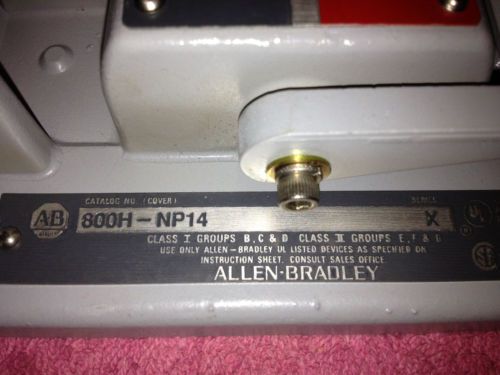 CATALOG NO. (COVER) SERIES
AB 800H-NP14 X
CLASS I GROUPS B, C & D CLASS II GROUPS E, F & G
USE ONLY ALLEN-BRADLEY UL LISTED DEVICES AS SPECIFIED ON
INSTRUCTION SHEET. CONSULT SALES OFFICE.
ALLEN-BRADLEY